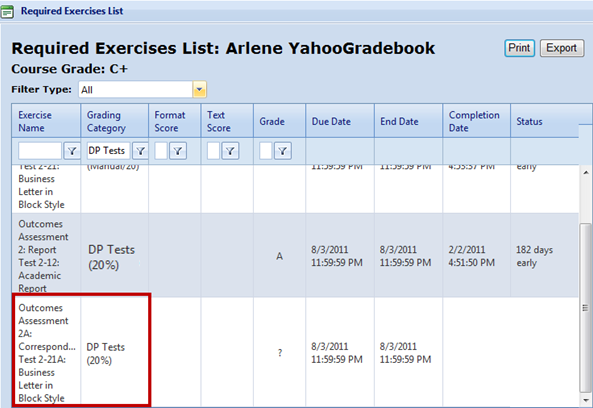 Required Exercises List
Required Exercises List: Arlene YahooGradebook
Print
Export
Course Grade: C+
Filter Type:
All
Exercise
Name
Grading
Category
Format
Score
Text
Score
Grade
Due Date
End Date
Completion
Date
Status
DP Tests
Test 2-21:
Business
Letter in
Block Style
(Manual/20)
11:59:59 PM
11:59:59 PM
4:53:57 PM
early
Outcomes
Assessment
2: Report
Test 2-12:
Academic
Report
DP Tests
(20%)
A
8/3/2011
11:59:59 PM
8/3/2011
11:59:59 PM
2/2/2011
4:51:50 PM
182 days
early
Outcomes
Assessment
2A:
Correspond...
Test 2-21A:
Business
Letter in
Block Style
DP Tests
(20%)
?
8/3/2011
11:59:59 PM
8/3/2011
11:59:59 PM